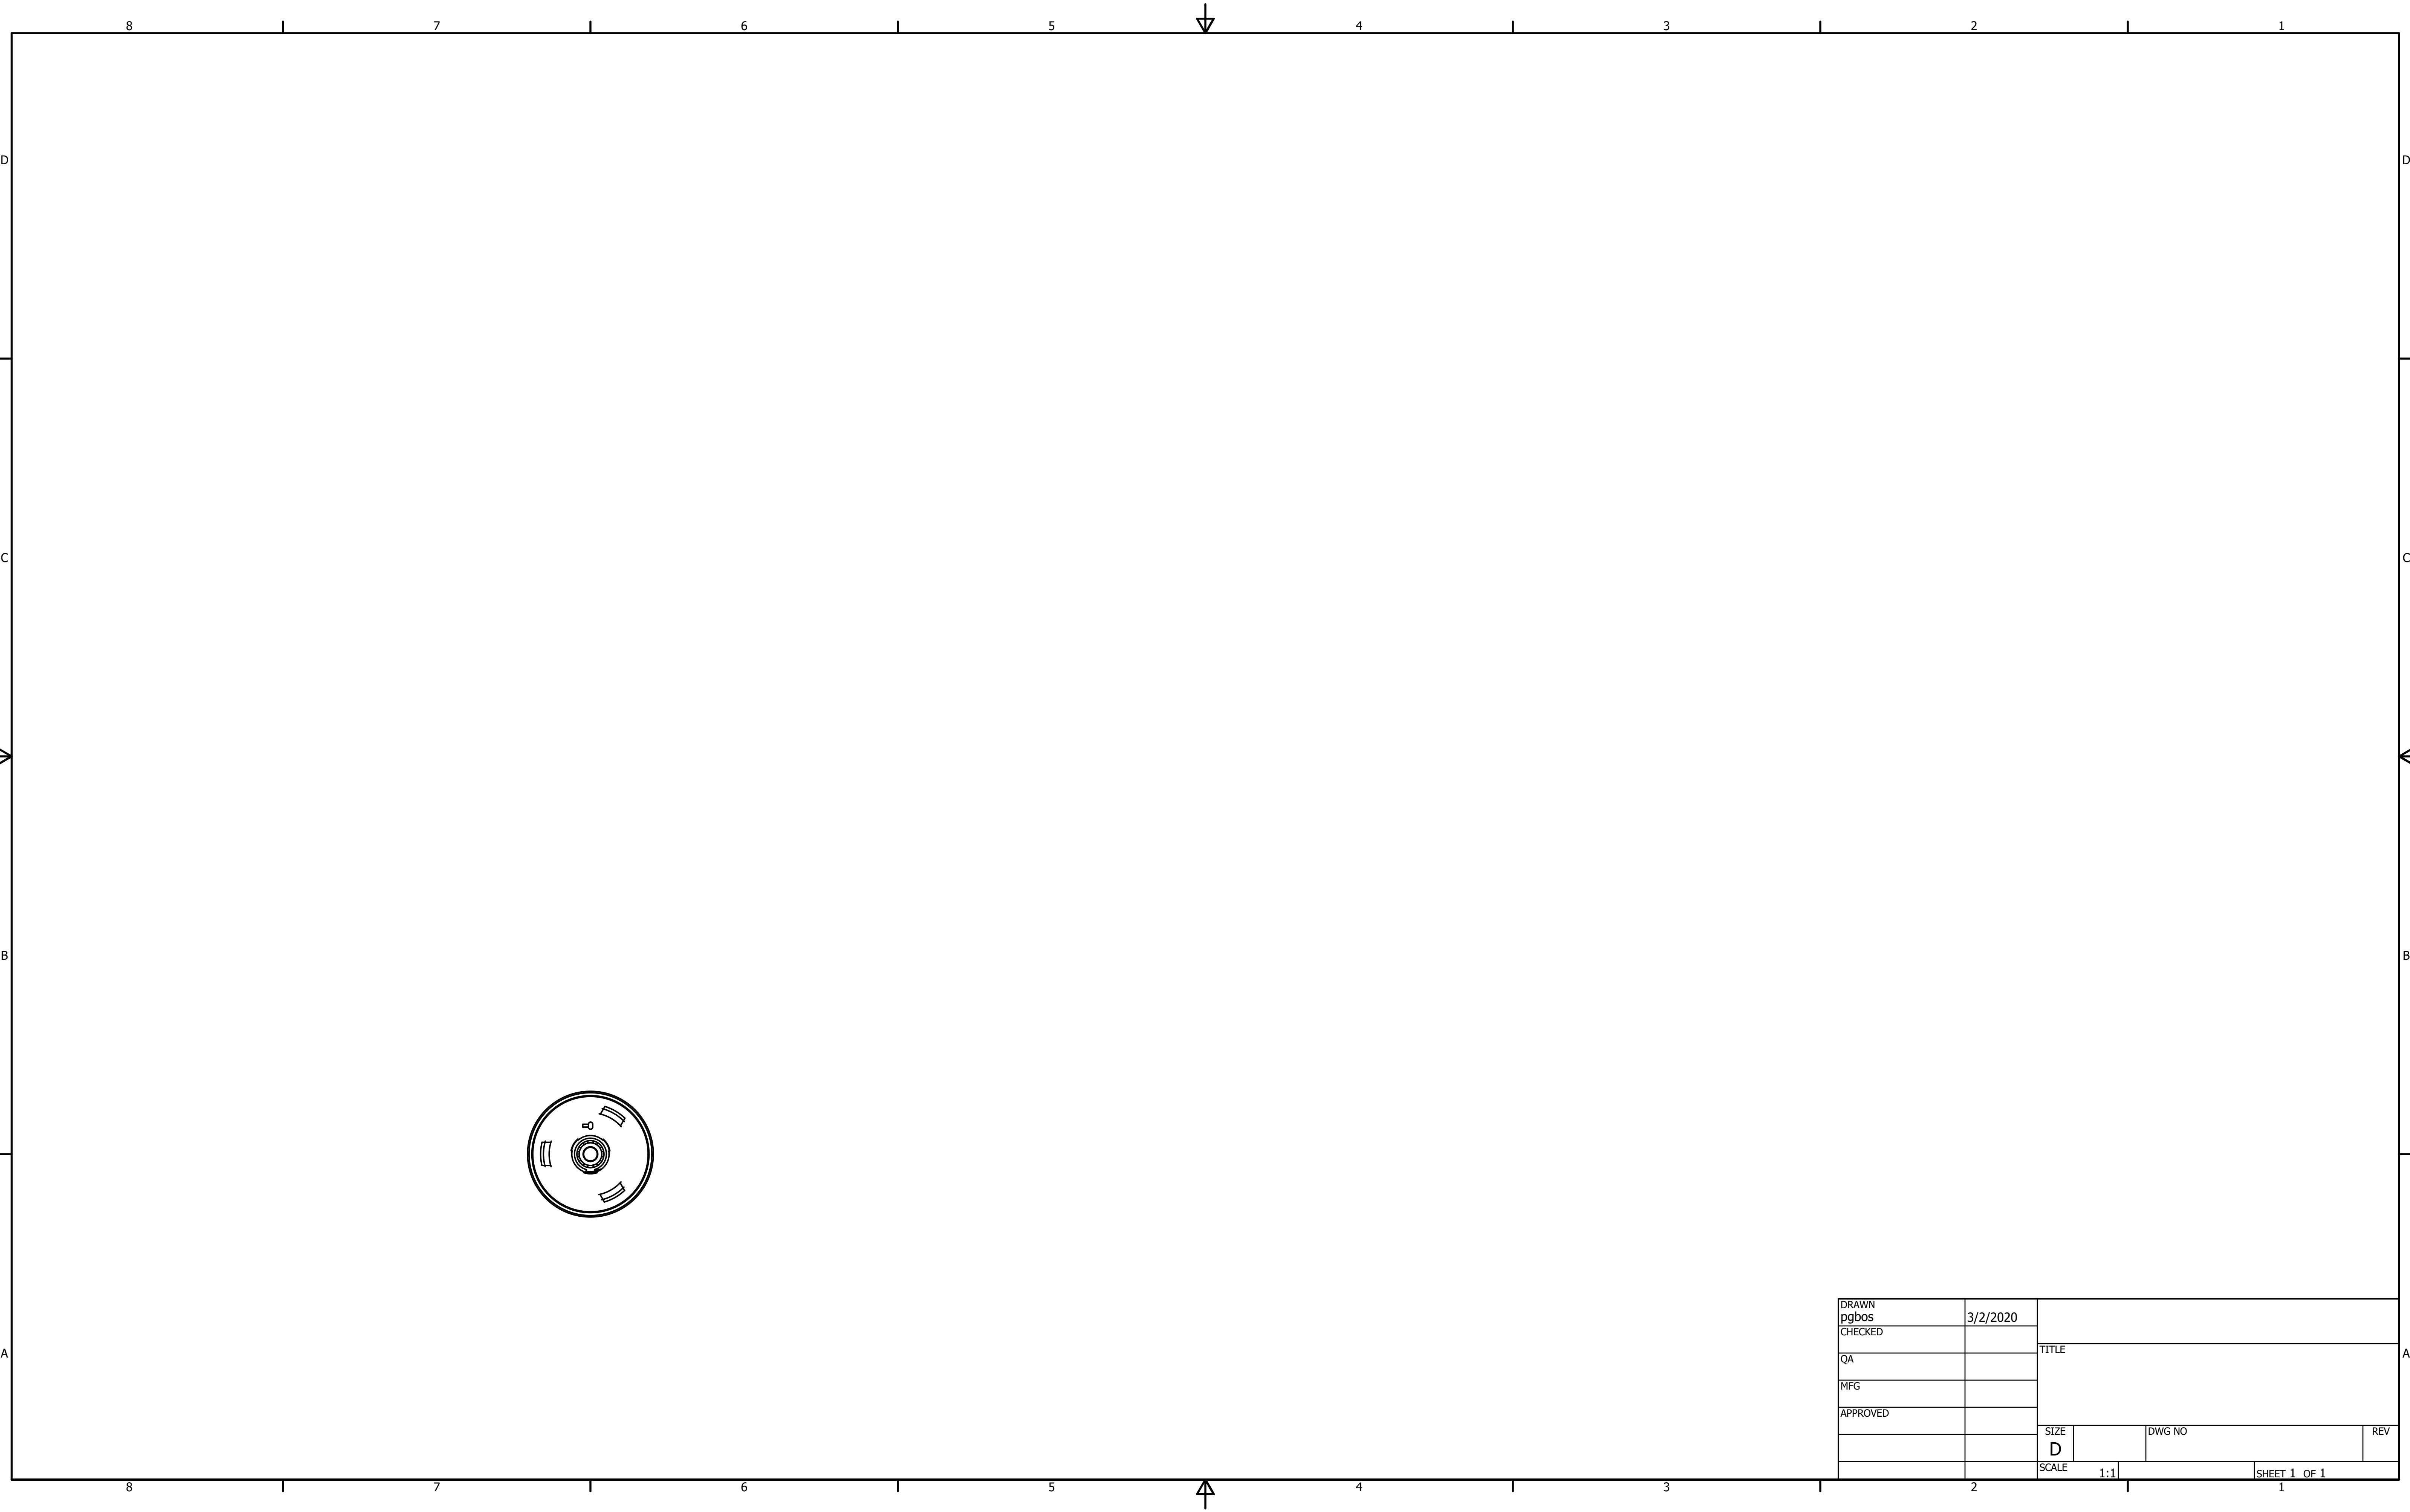 8 7 6 5 4 3 2 1
D D
C C
B B
A A
DRAWN
pgbos 3/2/2020
CHECKED
TITLE
QA
MFG
APPROVED
SIZE DWG NO REV
D
SCALE 1:1 SHEET 1 OF 1
8 7 6 5 4 3 2 1